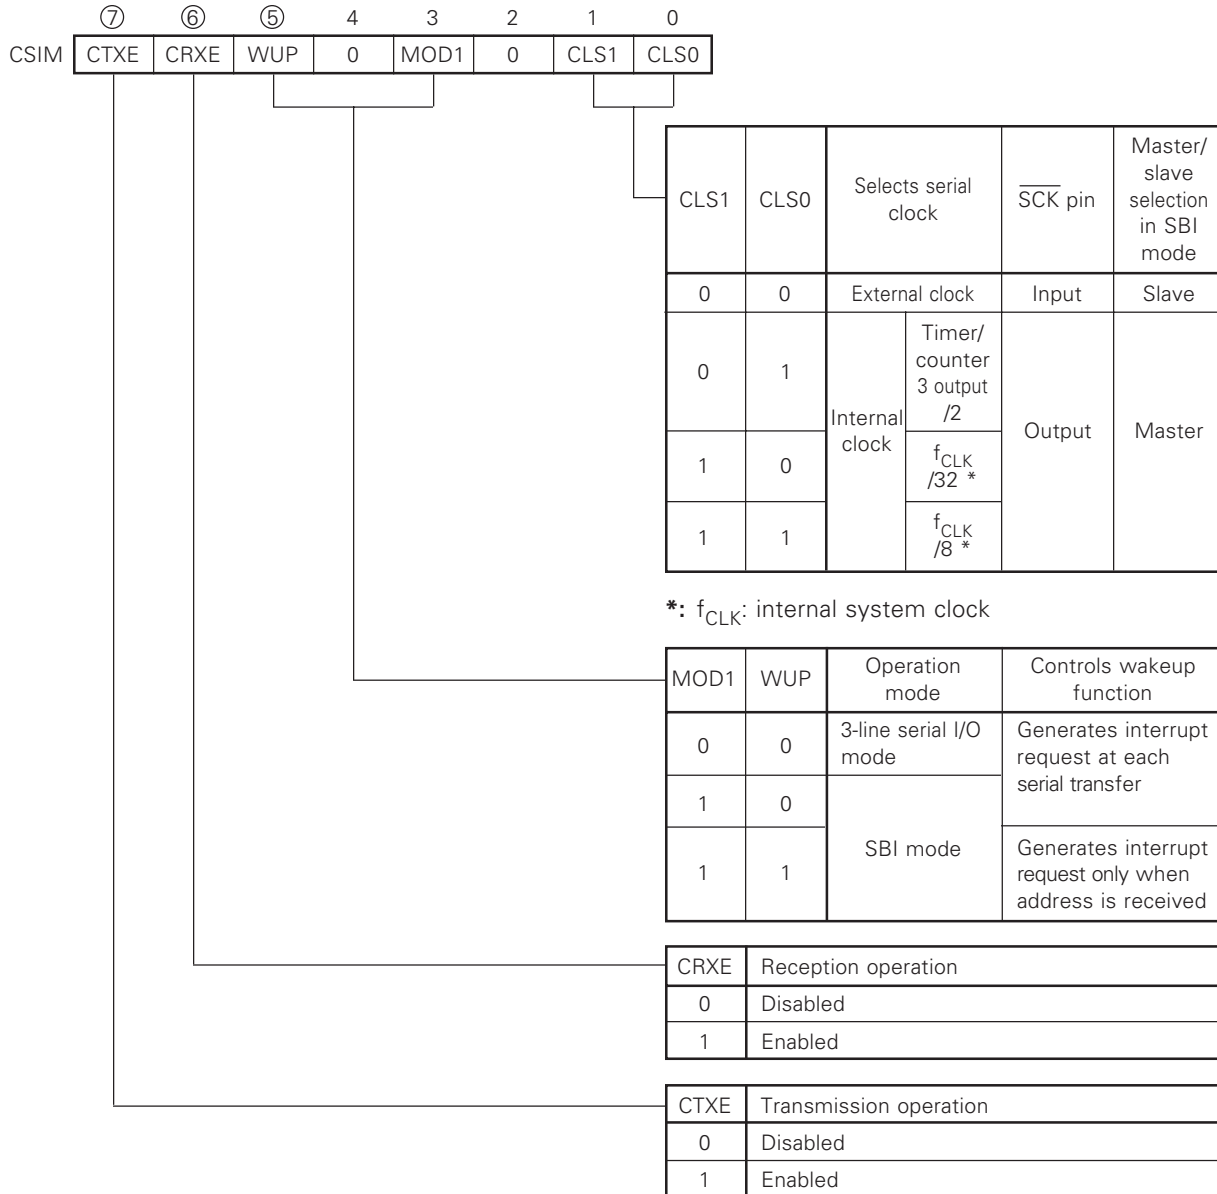 ⑦ ⑥ ⑤ 4 3 2 1 0
CSIM CTXE CRXE WUP 0 MOD1 0 CLS1 CLS0
CLS1 CLS0 Selects serial clock S̅C̅K̅ pin Master/ slave selection in SBI mode
0 0 External clock Input Slave
0 1 Internal clock Timer/ counter 3 output /2 Output Master
1 0 fCLK /32 *
1 1 fCLK /8 *
*: fCLK: internal system clock
MOD1 WUP Operation mode Controls wakeup function
0 0 3-line serial I/O mode Generates interrupt request at each serial transfer
1 0 SBI mode
1 1 Generates interrupt request only when address is received
CRXE Reception operation
0 Disabled
1 Enabled
CTXE Transmission operation
0 Disabled
1 Enabled